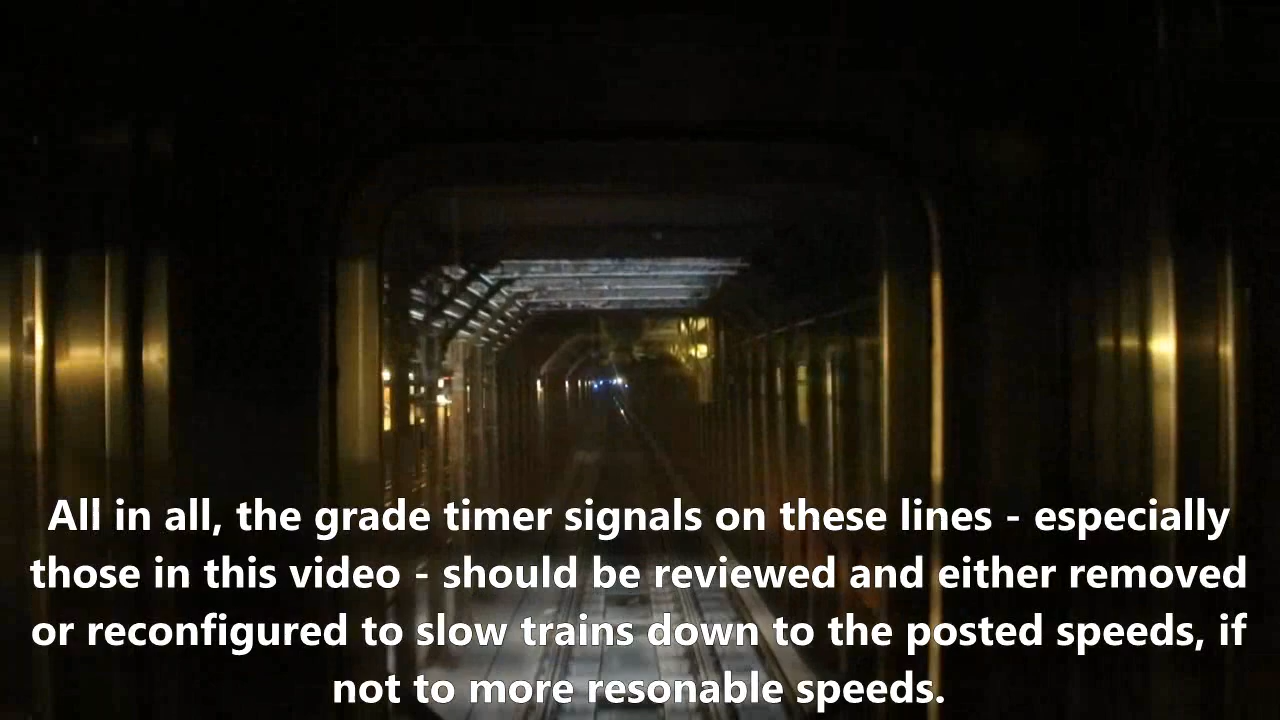 All in all, the grade timer signals on these lines - especially
those in this video - should be reviewed and either removed
or reconfigured to slow trains down to the posted speeds, if
not to more resonable speeds.